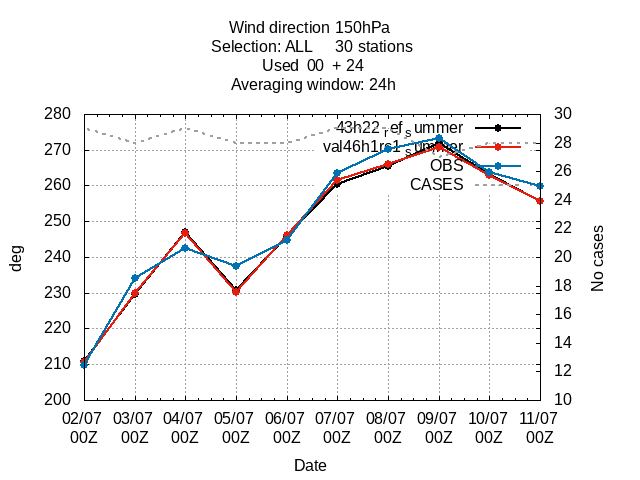 Wind direction 150hPa
Selection: ALL 30 stations
Used 00 + 24
Averaging window: 24h
280 30
43h22_ref_summer
270 28
val46h1rc1_summer
26
OBS
260 CASES
24
250
22
deg 240 20 No cases
18
230
16
220
14
210
12
200 10
02/07 03/07 04/07 05/07 06/07 07/07 08/07 09/07 10/07 11/07
00Z 00Z 00Z 00Z 00Z 00Z 00Z 00Z 00Z 00Z
Date